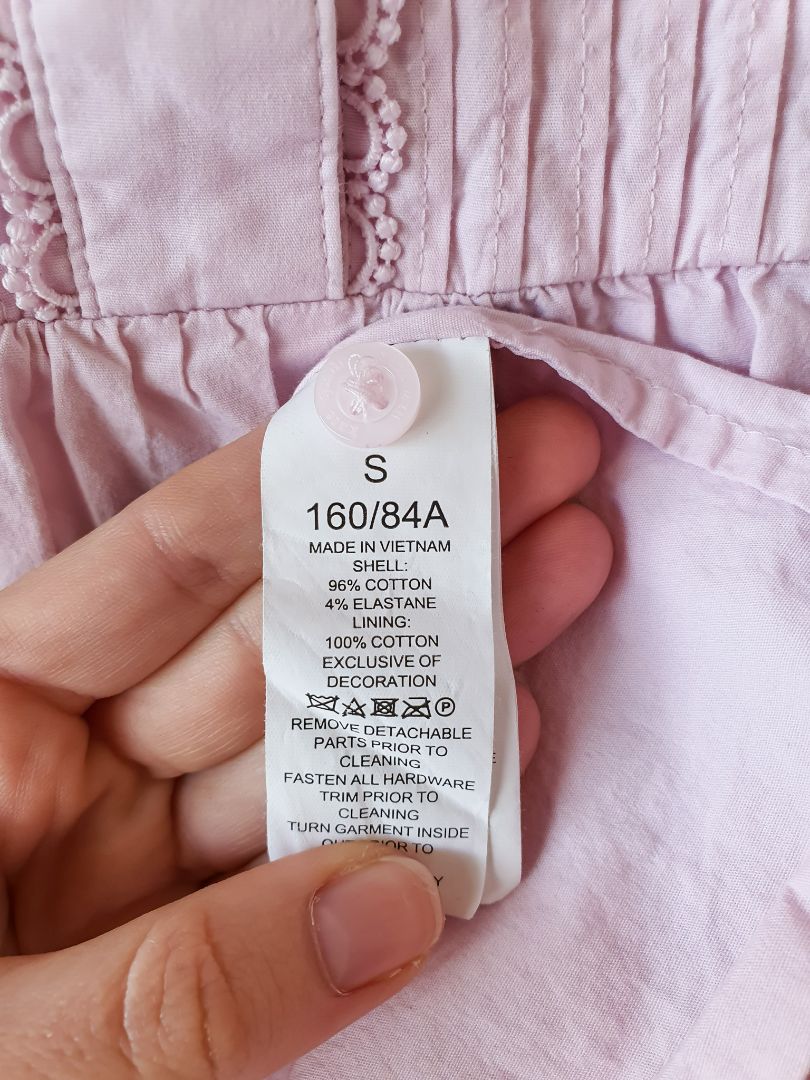 S
160/84A
MADE IN VIETNAM
SHELL:
96% COTTON
4% ELASTANE
LINING:
100% COTTON
EXCLUSIVE OF
DECORATION
P
REMOVE DETACHABLE
PARTS PRIOR TO
CLEANING
FASTEN ALL HARDWARE
TRIM PRIOR TO
CLEANING
TURN GARMENT INSIDE
TO